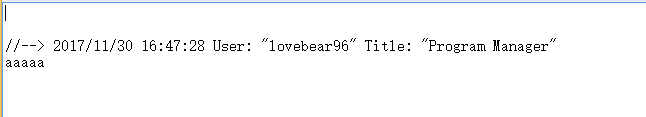 //--> 2017/11/30 16:47:28 User: "lovebear96" Title: "Program Manager"
aaaaa